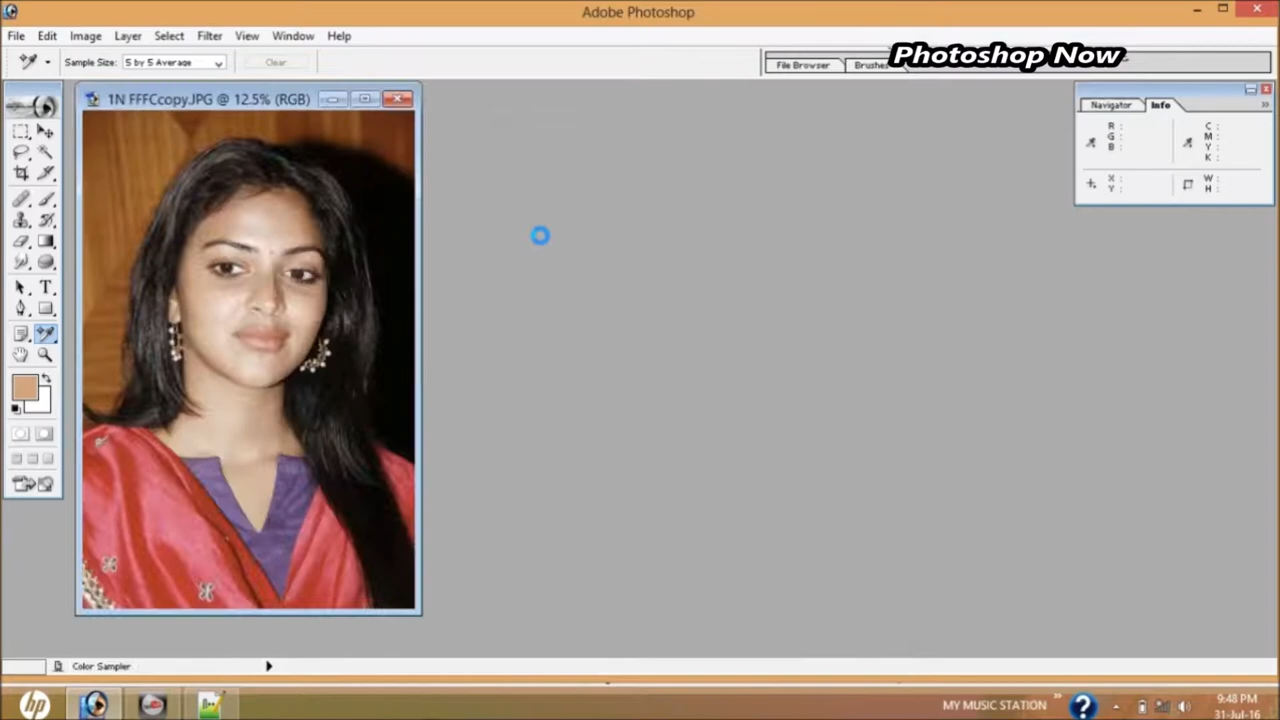 Adobe Photoshop
File Edit Image Layer Select Filter View Window Help
Sample Size: 5 by 5 Average Clear File Browser Brushes Photoshop Now
1N FFFCcopy.JPG @ 12.5% (RGB)
Navigator Info
R : C :
G : M :
B : Y :
K :
X : W :
Y : H :
T
Color Sampler
hp MY MUSIC STATION ? 9:48 PM
31-Jul-16